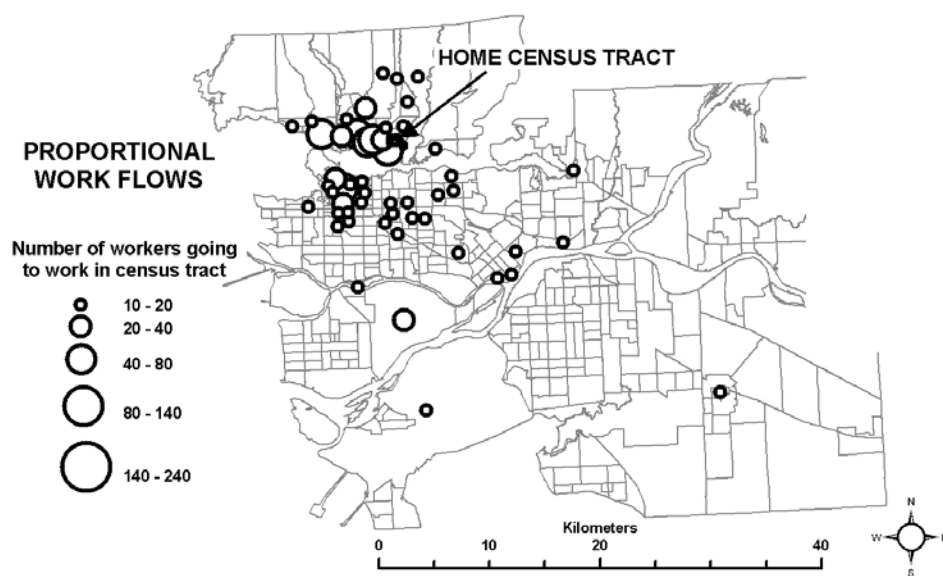 HOME CENSUS TRACT
PROPORTIONAL
WORK FLOWS
Number of workers going
to work in census tract
10 - 20
20 - 40
40 - 80
80 - 140
140 - 240
Kilometers
0 10 20 40
N
W E
S